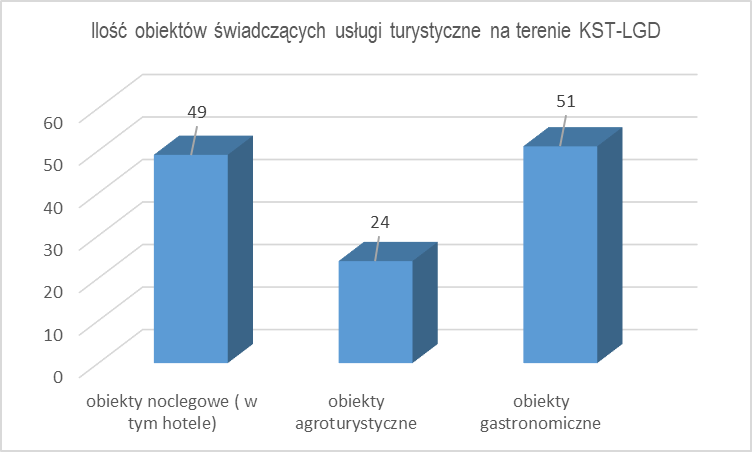 Ilość obiektów świadczących usługi turystyczne na terenie KST-LGD
60
50
40
30
20
10
0
49
24
51
obiekty noclegowe ( w
tym hotele)
obiekty
agroturystyczne
obiekty
gastronomiczne